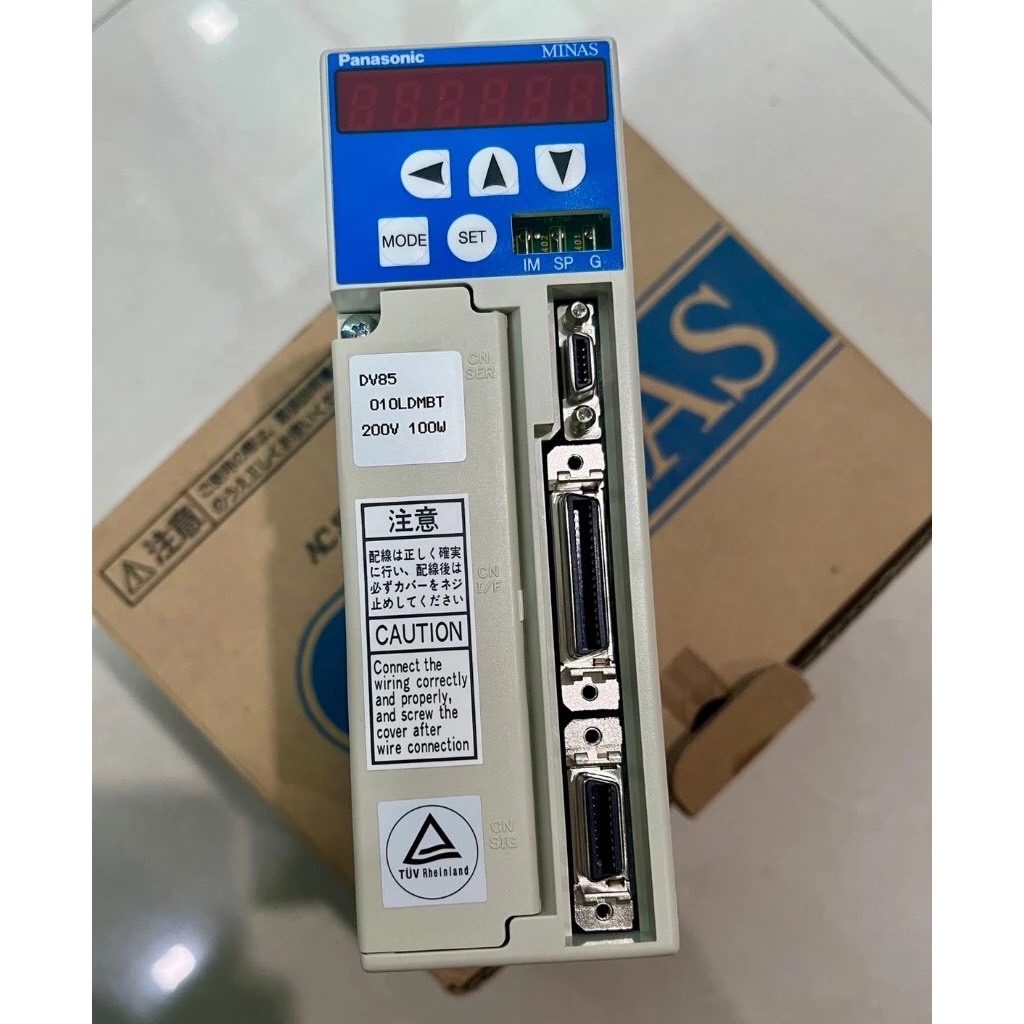 Panasonic
MINAS
MODE
SET
IM SP G
402
401
CN
SER
DV85
010LDMBT
200V 100W
注意
配線は正しく確実
に行い、配線後は
必ずカバーをネジ
止めしてください
CAUTION
Connect the
wiring correctly
and properly,
and screw the
cover after
wire connection
CN
I/F
CN
SIG
TÜV Rheinland
注意
AC
AS